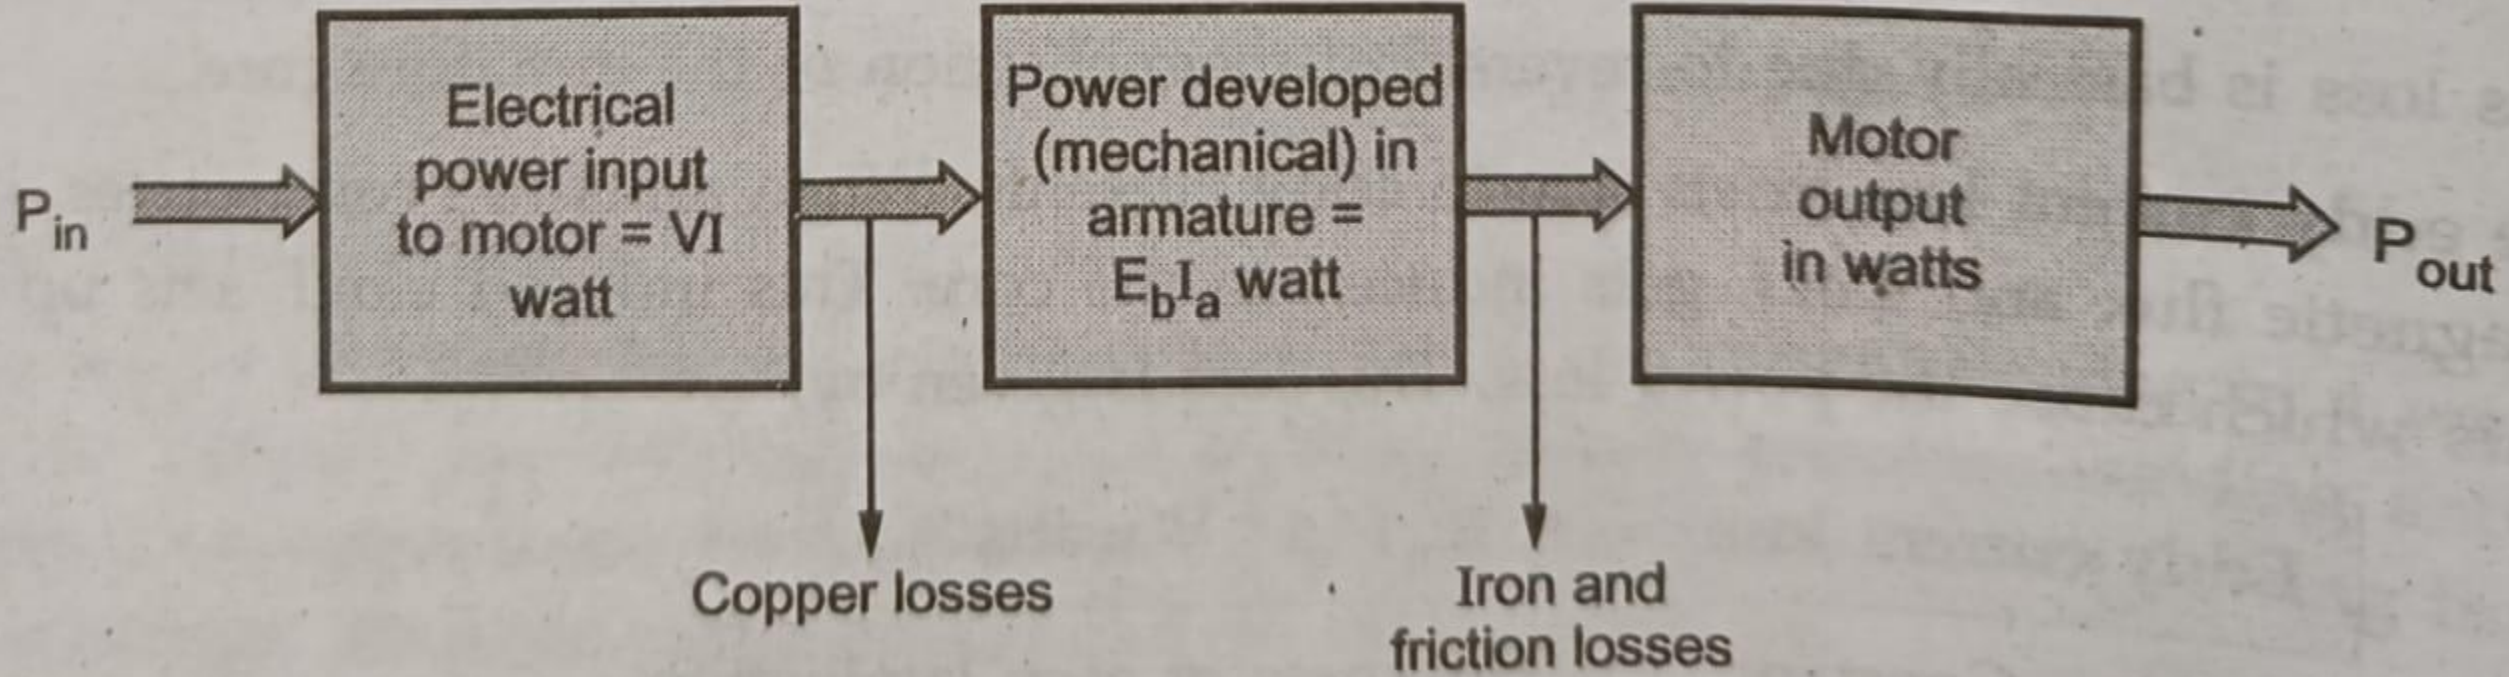 P_in
Electrical
power input
to motor = VI
watt
Power developed
(mechanical) in
armature =
E_bI_a watt
Motor
output
in watts
P_out
Copper losses
Iron and
friction losses